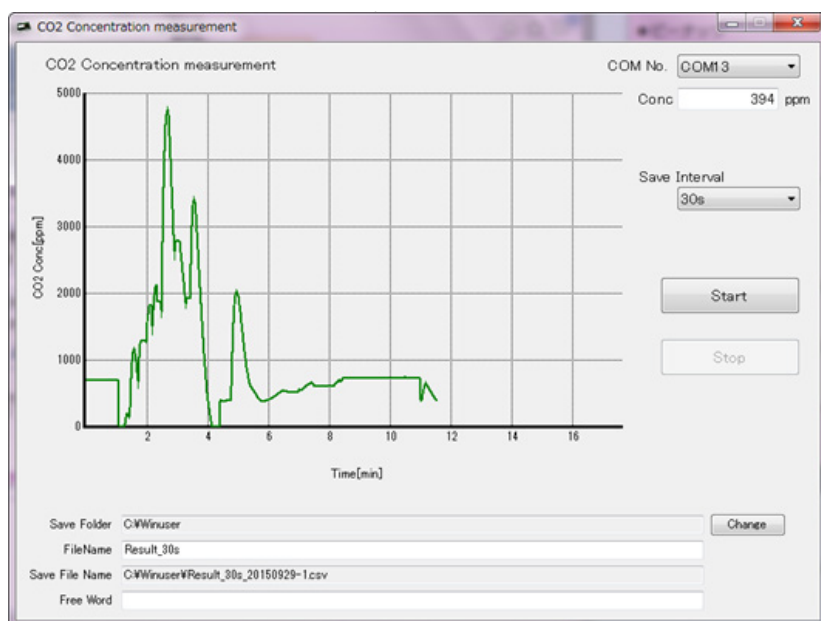 CO2 Concentration measurement
CO2 Concentration measurement
COM No. COM13
Conc 394 ppm
Save Interval
30s
Start
Stop
CO2 Conc[ppm]
5000
4000
3000
2000
1000
0
2 4 6 8 10 12 14 16
Time[min]
Save Folder C:¥Winuser Change
FileName Result_30s
Save File Name C:¥Winuser¥Result_30s_20150929-1.csv
Free Word